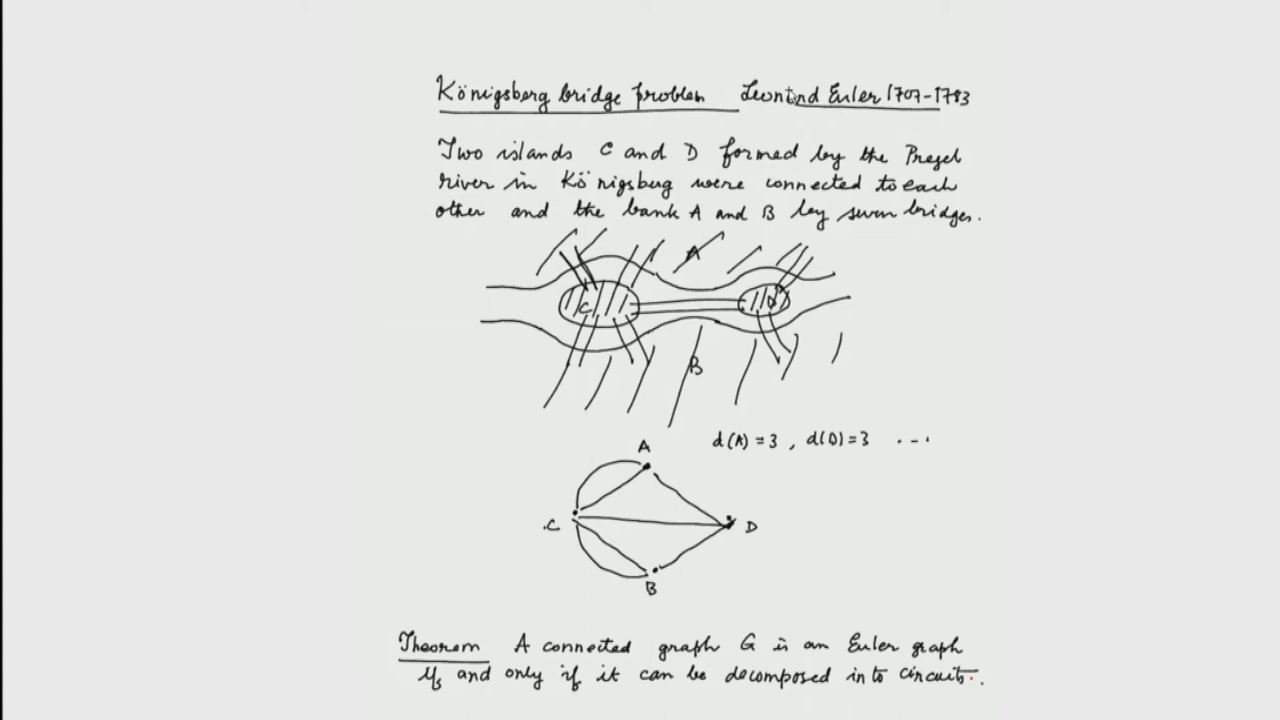 Königsberg bridge problem Leonard Euler 1707-1783
Two islands C and D formed by the Pregel
river in Königsberg were connected to each
other and the bank A and B by seven bridges.
A
C
D
B
d(A) = 3 , d(D) = 3 . - .
A
C
D
B
Theorem A connected graph G is an Euler graph
if and only if it can be decomposed into circuits.